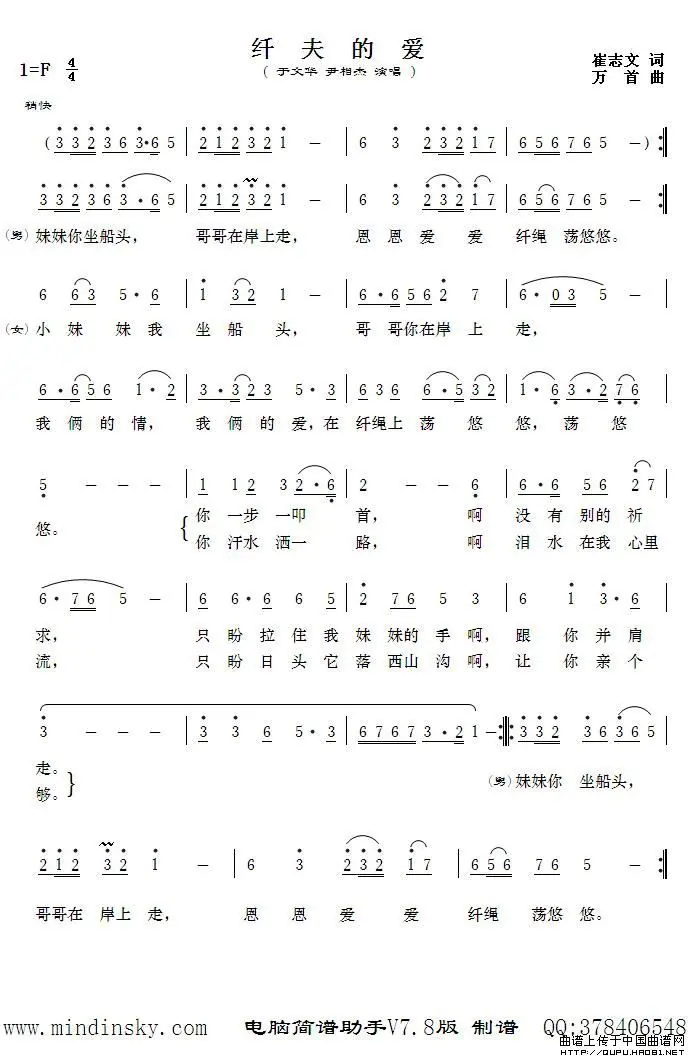 纤夫的爱
1=F 4/4
( 于文华 尹相杰 演唱 )
崔志文 词
万首 曲
稍快
(3 3 2 3 6 3·6 5 | 2 1 2 3 2 1 - | 6 3 2 3 2 1 7 | 6 5 6 7 6 5 - ) :|
3 3 2 3 6 3·6 5 | 2 1 2 3 2 1 - | 6 3 2 3 2 1 7 | 6 5 6 7 6 5 - :|
(男) 妹妹你坐船头， 哥哥在岸上走， 恩恩爱爱 纤绳荡悠悠。
6 6 3 5·6 | 1 3 2 1 - | 6·6 5 6 2 7 | 6·0 3 5 -
(女) 小妹妹我 坐船头， 哥哥你在岸上 走，
6·6 5 6 1·2 | 3·3 2 3 5·3 | 6 3 6 6·5 3 2 | 1·6 3·2 7 6
我俩的情， 我俩的爱，在 纤绳上荡悠 悠，荡悠
5 - - - | 1 1 2 3 2·6 | 2 - - 6 | 6·6 5 6 2 7
悠。
你一步一叩 首， 啊 没有别的祈
你汗水洒一 路， 啊 泪水在我心里
6·7 6 5 - | 6 6·6 6 6 | 2 7 6 5 3 | 6 1 3·6
求， 只盼拉住我 妹妹的手啊，跟 你并肩
流， 只盼日头它 落西山沟啊，让 你亲个
3 - - - | 3 3 6 5·3 | 6 7 6 7 3·2 1 - :||: 3 3 2 3 6 3 6 5
走。
够。
(男) 妹妹你 坐船头，
2 1 2 3 2 1 - | 6 3 2 3 2 1 7 | 6 5 6 7 6 5 - :|
哥哥在 岸上 走， 恩恩爱爱 纤绳 荡悠悠。
www.mindinsky.com 电脑简谱助手V7.8版 制谱 QQ:378406548
曲谱上传于中国曲谱网
HTTP://QUPU.HAO81.NET